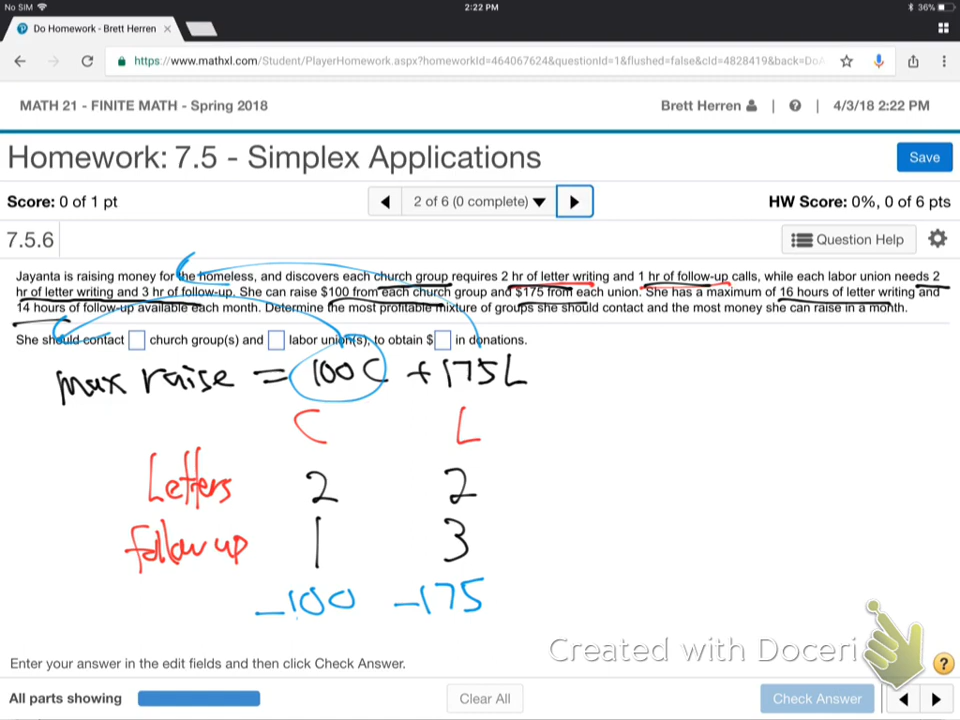 No SIM 2:22 PM 36%
Do Homework - Brett Herren
https://www.mathxl.com/Student/PlayerHomework.aspx?homeworkId=464067624&questionId=1&flushed=false&cId=4828419&back=DoA
MATH 21 - FINITE MATH - Spring 2018 Brett Herren | ? | 4/3/18 2:22 PM
Homework: 7.5 - Simplex Applications Save
Score: 0 of 1 pt 2 of 6 (0 complete) HW Score: 0%, 0 of 6 pts
7.5.6 Question Help
Jayanta is raising money for the homeless, and discovers each church group requires 2 hr of letter writing and 1 hr of follow-up calls, while each labor union needs 2
hr of letter writing and 3 hr of follow-up. She can raise $100 from each church group and $175 from each union. She has a maximum of 16 hours of letter writing and
14 hours of follow-up available each month. Determine the most profitable mixture of groups she should contact and the most money she can raise in a month.
She should contact church group(s) and labor union(s), to obtain $ in donations.
max raise = 100C + 175L
C L
Letters 2 2
follow up 1 3
-100 -175
Created with Doceri
Enter your answer in the edit fields and then click Check Answer. ?
All parts showing Clear All Check Answer